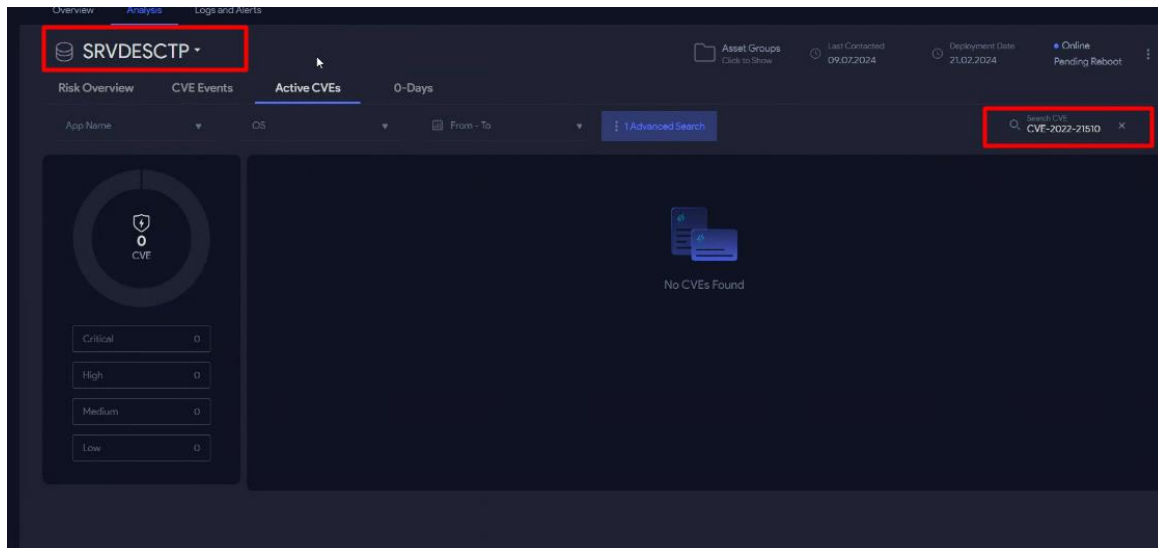 Overview Analysis Logs and Alerts
SRVDESCTP
Asset Groups
Click to Show
Last Contacted
09.07.2024
Deployment Date
21.02.2024
Online
Pending Reboot
Risk Overview CVE Events Active CVEs 0-Days
App Name OS From - To 1 Advanced Search
Search CVE
CVE-2022-21510
0
CVE
No CVEs Found
Critical 0
High 0
Medium 0
Low 0